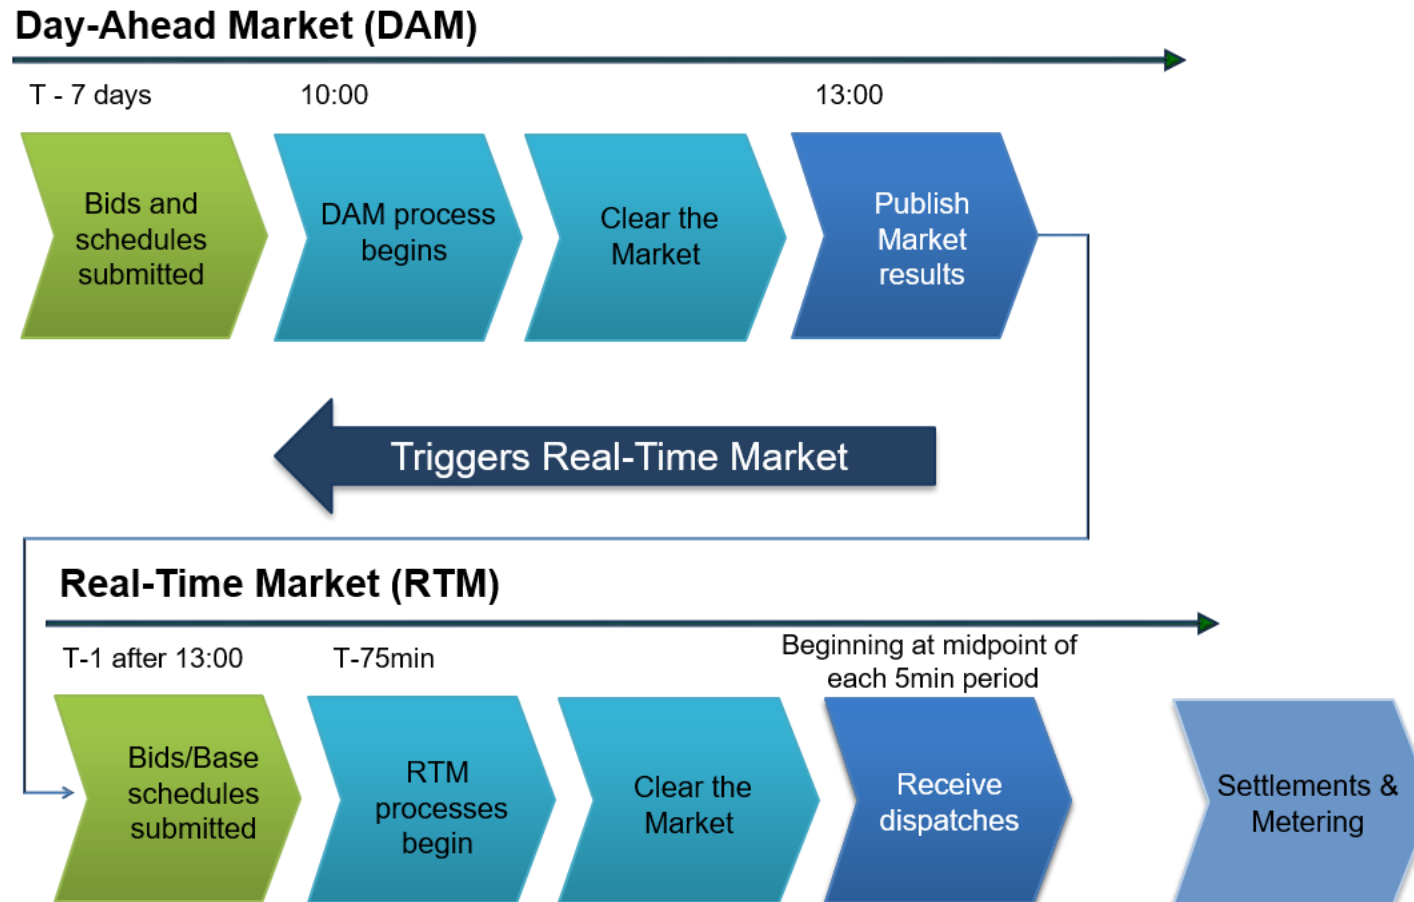 Day-Ahead Market (DAM)
T - 7 days
10:00
13:00
Bids and
schedules
submitted
DAM process
begins
Clear the
Market
Publish
Market
results
Triggers Real-Time Market
Real-Time Market (RTM)
T-1 after 13:00
T-75min
Beginning at midpoint of
each 5min period
Bids/Base
schedules
submitted
RTM
processes
begin
Clear the
Market
Receive
dispatches
Settlements &
Metering